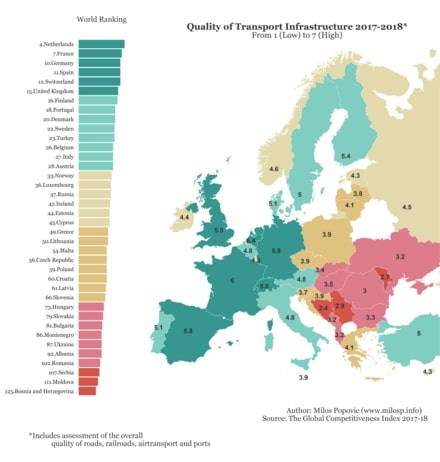 World Ranking
Quality of Transport Infrastructure 2017-2018*
From 1 (Low) to 7 (High)
4.Netherlands
7.France
10.Germany
11.Spain
12.Switzerland
15.United Kingdom
16.Finland
18.Portugal
20.Denmark
22.Sweden
23.Turkey
26.Belgium
27.Italy
28.Austria
33.Norway
36.Luxembourg
37.Russia
42.Ireland
44.Estonia
45.Cyprus
49.Greece
50.Lithuania
54.Malta
56.Czech Republic
59.Poland
60.Croatia
61.Latvia
66.Slovenia
73.Hungary
79.Slovakia
81.Bulgaria
86.Montenegro
87.Ukraine
92.Albania
102.Romania
107.Serbia
111.Moldova
125.Bosnia and Herzegovina
4.6
5.4
5
4.3
3.8
4.1
4.5
5.1
4.4
5.5
3.9
4.8
5.9
3.9
3.4
3.2
6
4.8
3.5
2.7
3.7
3.9
3
2.4
2.9
5.1
5.8
4.8
3.3
3.2
4.1
5
3.9
4.3
Author: Milos Popovic (www.milosp.info)
Source: The Global Competitiveness Index 2017-18
*Includes assessment of the overall
quality of roads, railroads, airtransport and ports